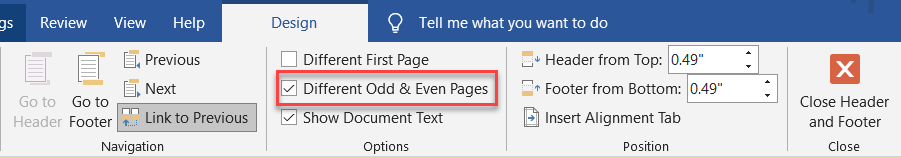 gs Review View Help Design Tell me what you want to do
Go to Header
Go to Footer
Previous
Next
Link to Previous
Navigation
Different First Page
Different Odd & Even Pages
Show Document Text
Options
Header from Top: 0.49"
Footer from Bottom: 0.49"
Insert Alignment Tab
Position
Close Header
and Footer
Close